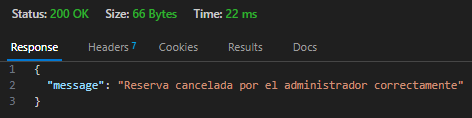 Status: 200 OK Size: 66 Bytes Time: 22 ms
Response Headers 7 Cookies Results Docs
1 {
2 "message": "Reserva cancelada por el administrador correctamente"
3 }